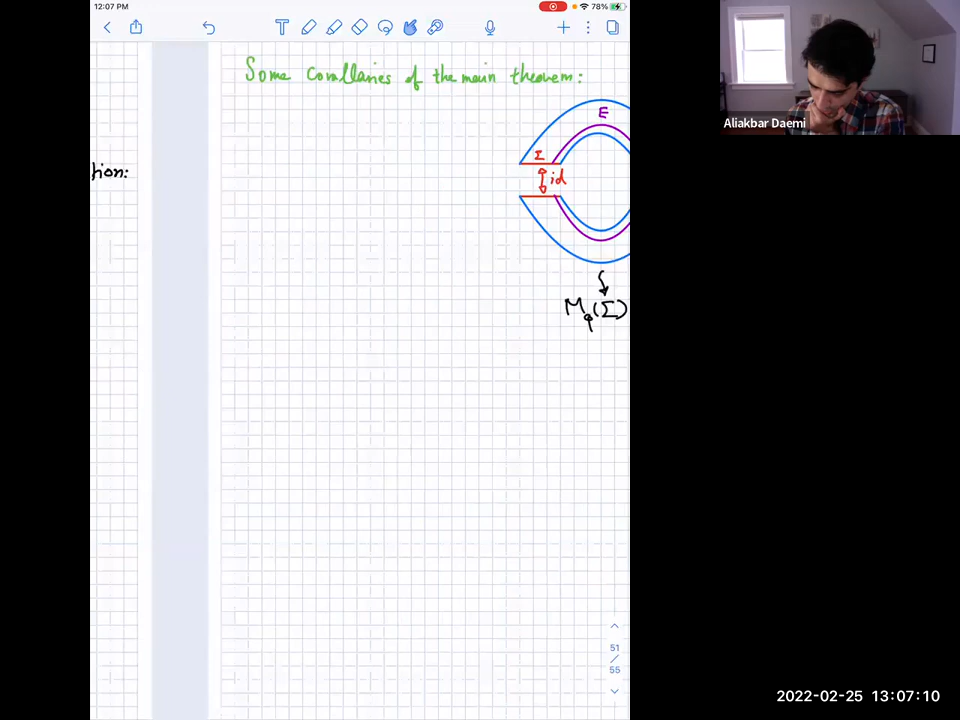 12:07 PM
78%
Some corollaries of the main theorem:
E
Σ
id
tion:
M_φ(Σ)
51
/
55
Aliakbar Daemi
2022-02-25 13:07:10